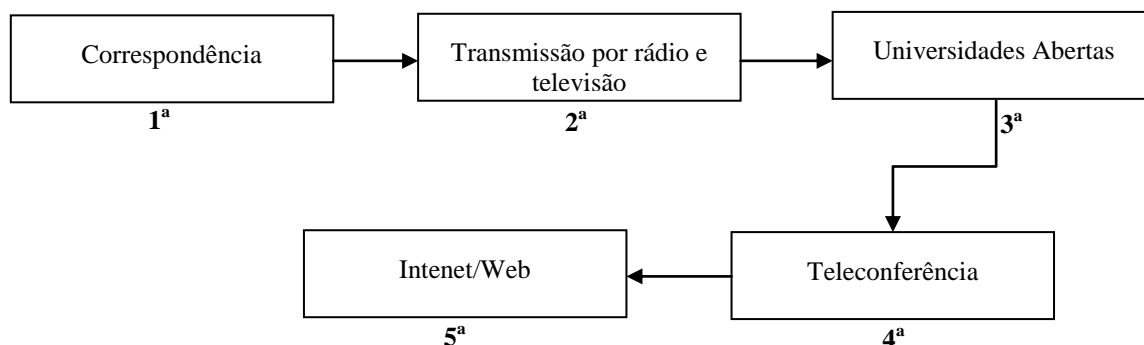 Correspondência
1ª
Transmissão por rádio e
televisão
2ª
Universidades Abertas
3ª
Teleconferência
4ª
Intenet/Web
5ª